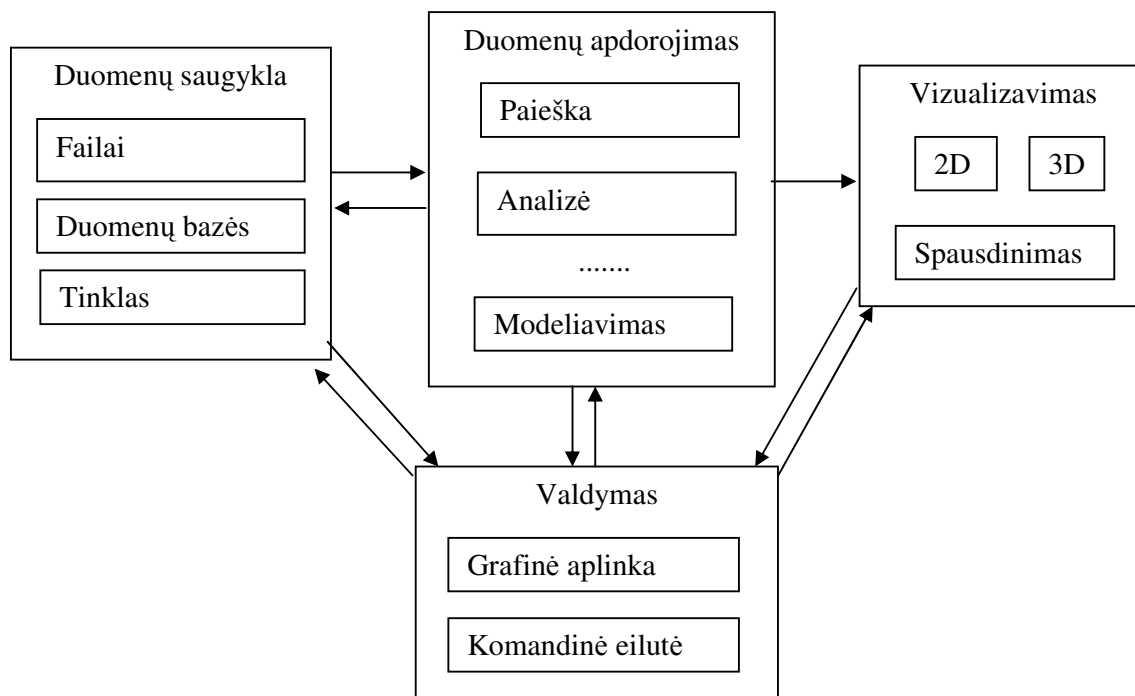 Duomenų saugykla
Failai
Duomenų bazės
Tinklas
Duomenų apdorojimas
Paieška
Analizė
.......
Modeliavimas
Vizualizavimas
2D
3D
Spausdinimas
Valdymas
Grafinė aplinka
Komandinė eilutė